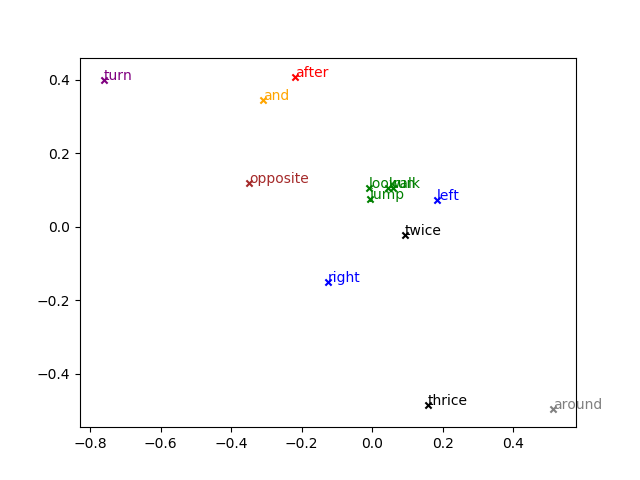 turn
after
and
opposite
look
walk
jump
left
twice
right
thrice
around
0.4
0.2
0.0
−0.2
−0.4
−0.8
−0.6
−0.4
−0.2
0.0
0.2
0.4